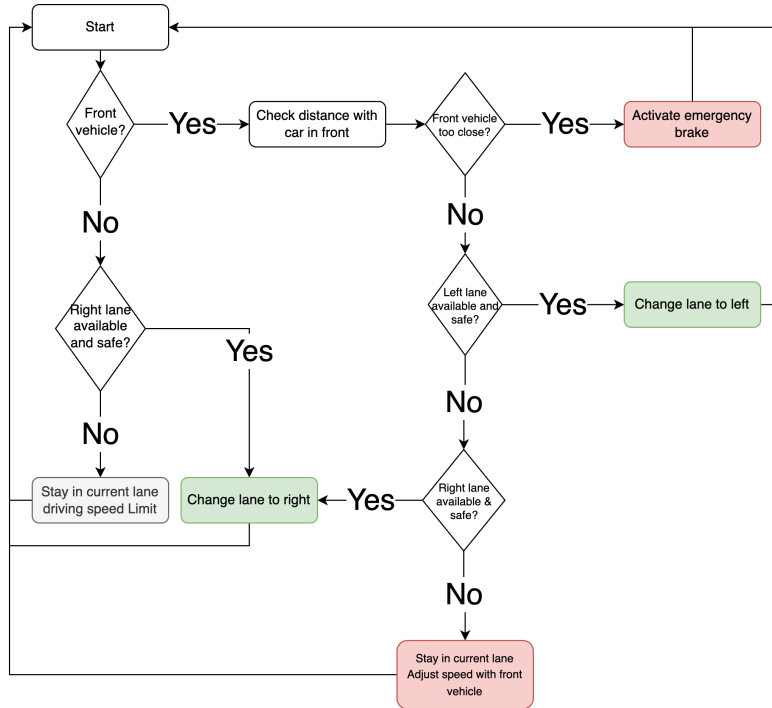 Start
Front
vehicle?
Yes
Check distance with
car in front
Front vehicle
too close?
Yes
Activate emergency
brake
No
No
Right lane
available
and safe?
Yes
Left lane
available and
safe?
Yes
Change lane to left
No
No
Stay in current lane
driving speed Limit
Change lane to right
Yes
Right lane
available &
safe?
No
Stay in current lane
Adjust speed with front
vehicle